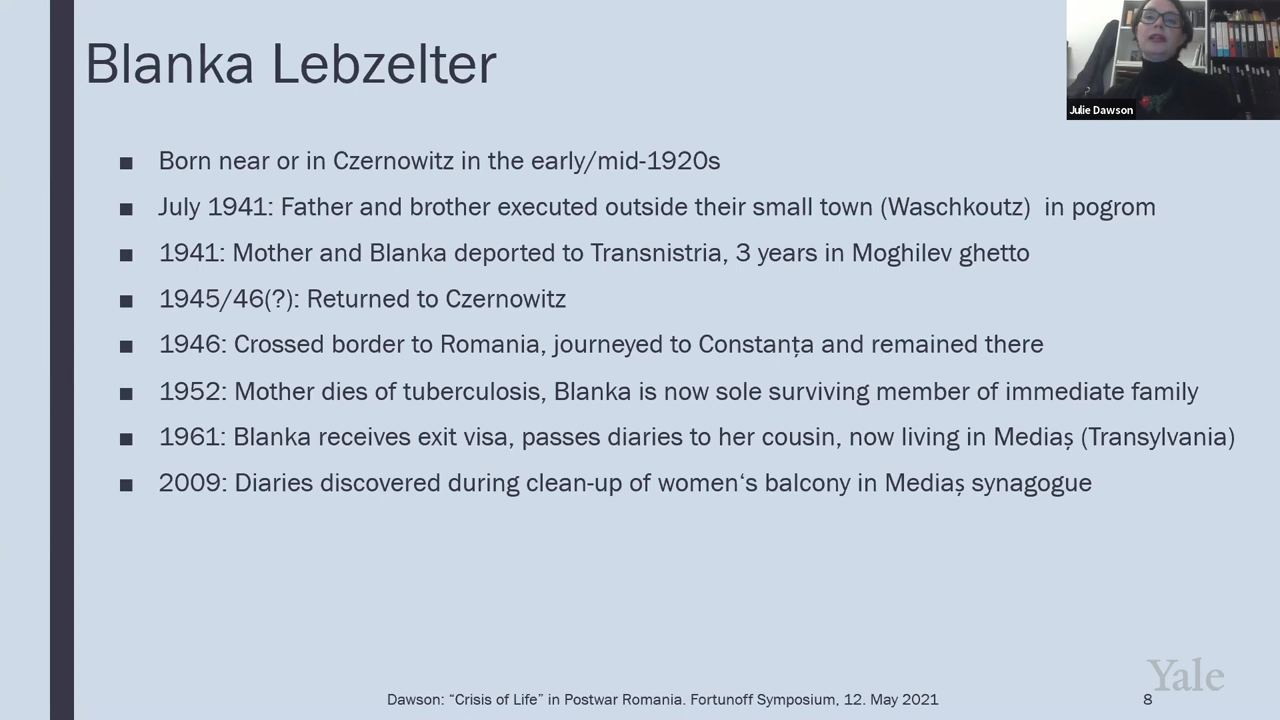 Blanka Lebzelter
Julie Dawson
■ Born near or in Czernowitz in the early/mid-1920s
■ July 1941: Father and brother executed outside their small town (Waschkoutz) in pogrom
■ 1941: Mother and Blanka deported to Transnistria, 3 years in Moghilev ghetto
■ 1945/46(?): Returned to Czernowitz
■ 1946: Crossed border to Romania, journeyed to Constanța and remained there
■ 1952: Mother dies of tuberculosis, Blanka is now sole surviving member of immediate family
■ 1961: Blanka receives exit visa, passes diaries to her cousin, now living in Mediaș (Transylvania)
■ 2009: Diaries discovered during clean-up of women‘s balcony in Mediaș synagogue
Yale
Dawson: “Crisis of Life” in Postwar Romania. Fortunoff Symposium, 12. May 2021
8